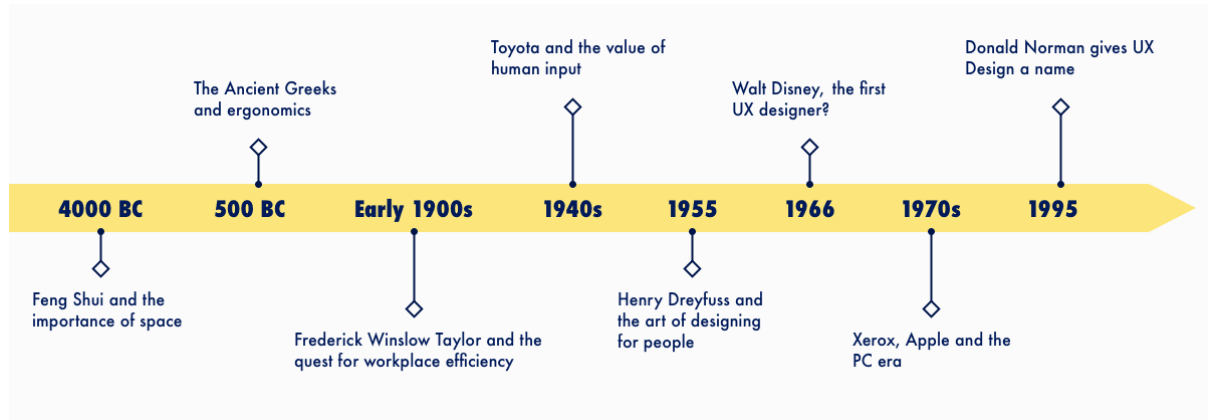 Toyota and the value of
human input
Donald Norman gives UX
Design a name
The Ancient Greeks
and ergonomics
Walt Disney, the first
UX designer?
4000 BC
500 BC
Early 1900s
1940s
1955
1966
1970s
1995
Feng Shui and the
importance of space
Henry Dreyfuss and
the art of designing
for people
Frederick Winslow Taylor and the
quest for workplace efficiency
Xerox, Apple and the
PC era